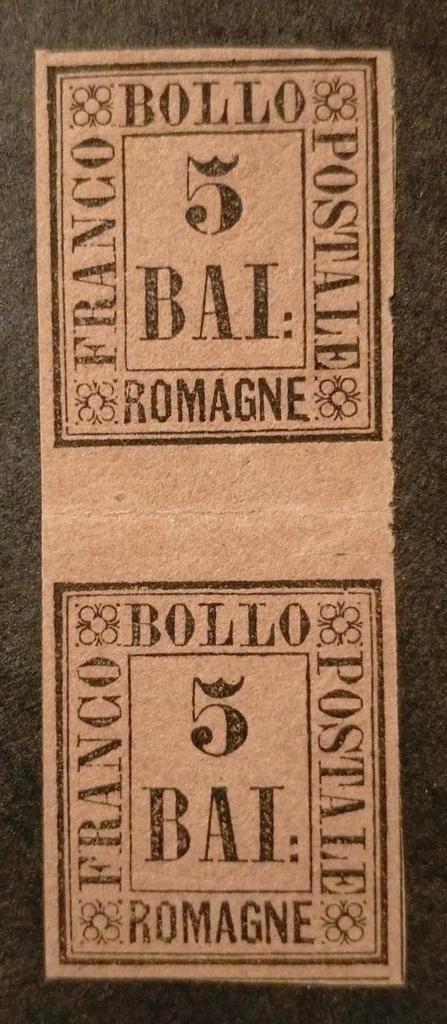 BOLLO
FRANCO
POSTALE
5
BAI:
ROMAGNE
BOLLO
FRANCO
POSTALE
5
BAI:
ROMAGNE